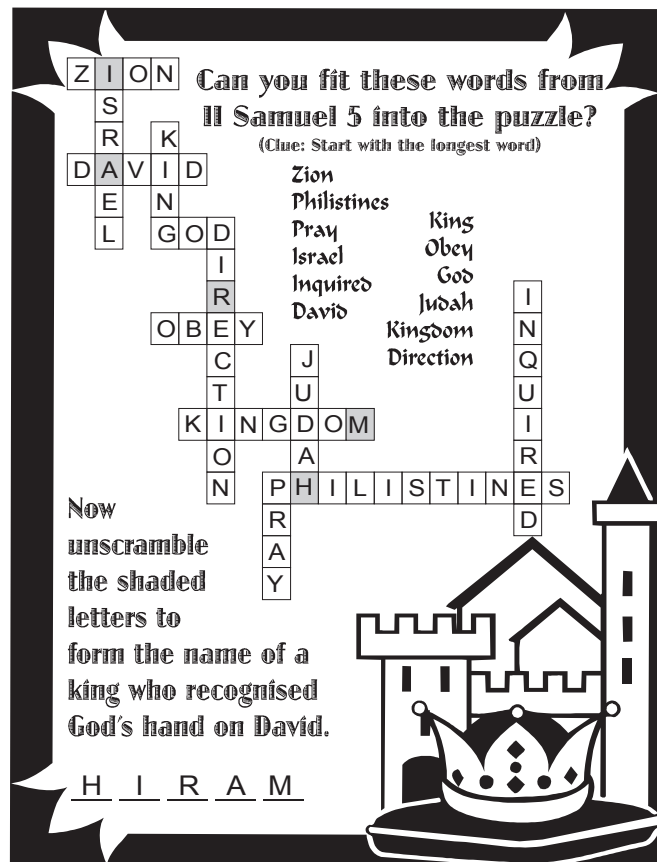 Can you fit these words from
II Samuel 5 into the puzzle?
(Clue: Start with the longest word)
Zion
Philistines
Pray
Israel
Inquired
David
King
Obey
God
Judah
Kingdom
Direction
ZION
ISRAEL
KING
DAVID
GOD
DIRECTION
OBEY
JUDAH
KINGDOM
INQUIRED
PHILISTINES
PRAY
Now
unscramble
the shaded
letters to
form the name of a
king who recognised
God's hand on David.
H I R A M